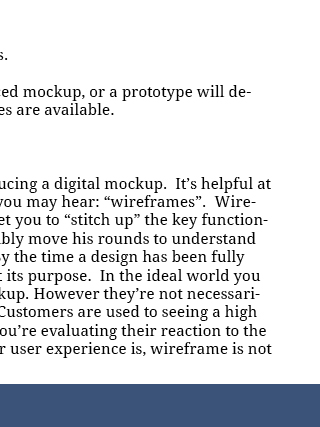 s.
ced mockup, or a prototype will de-
es are available.
ucing a digital mockup.  It’s helpful at
you may hear: “wireframes”.  Wire-
et you to “stitch up” the key function-
bly move his rounds to understand
y the time a design has been fully
t its purpose.  In the ideal world you
kup. However they’re not necessari-
Customers are used to seeing a high
ou’re evaluating their reaction to the
r user experience is, wireframe is not